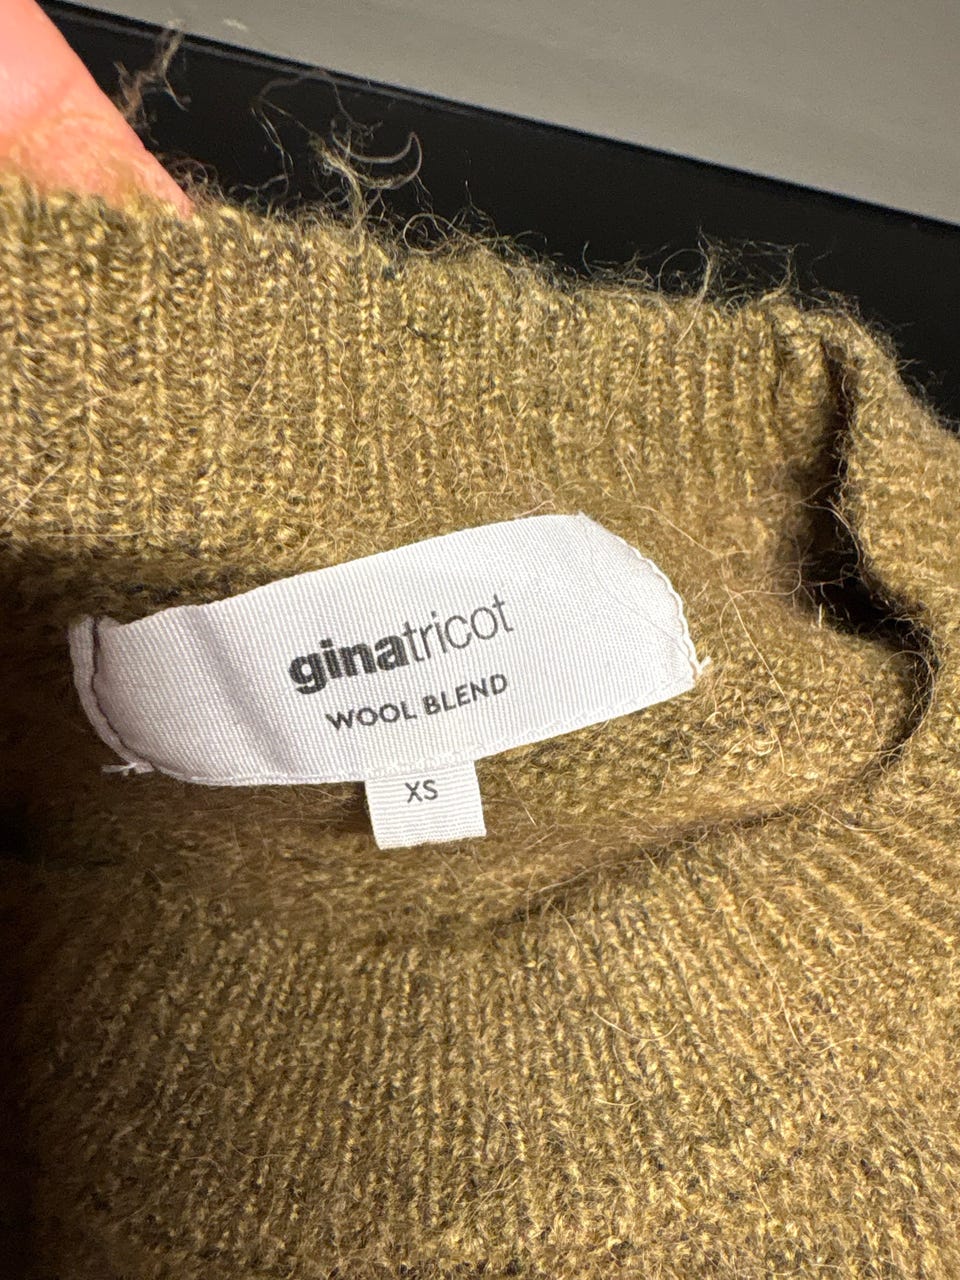 ginatricot
WOOL BLEND
XS